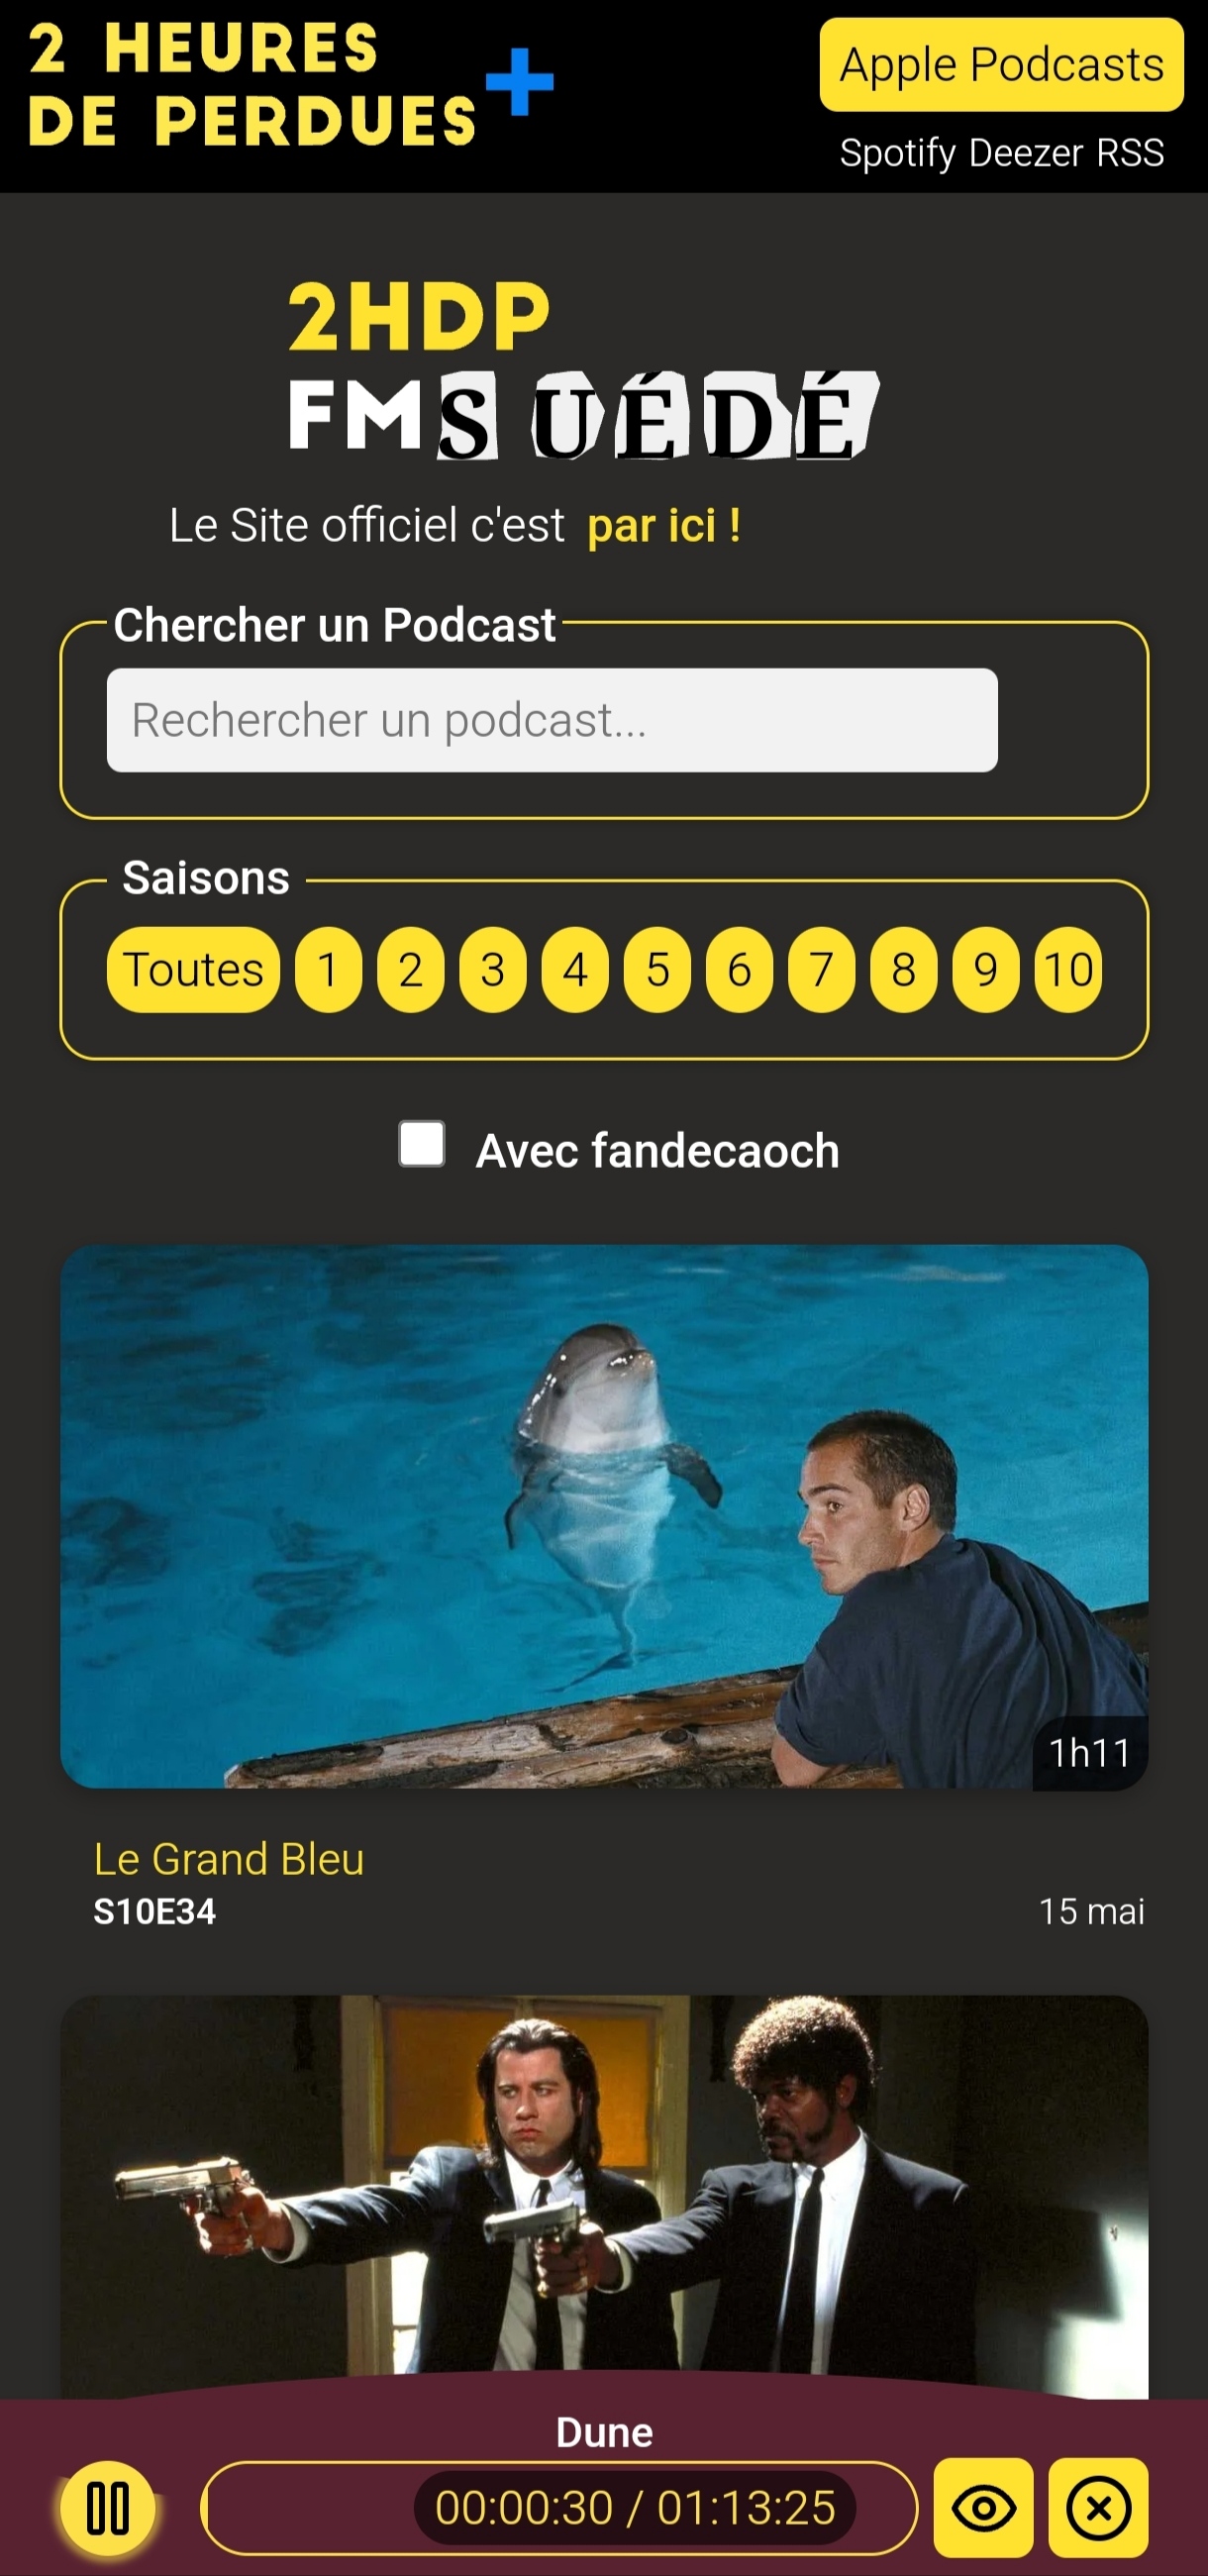 2 HEURES
DE PERDUES +
Apple Podcasts
Spotify Deezer RSS
2HDP
FM SUÉDÉ
Le Site officiel c'est par ici !
Chercher un Podcast
Rechercher un podcast...
Saisons
Toutes 1 2 3 4 5 6 7 8 9 10
Avec fandecaoch
1h11
Le Grand Bleu
S10E34 15 mai
Dune
00:00:30 / 01:13:25